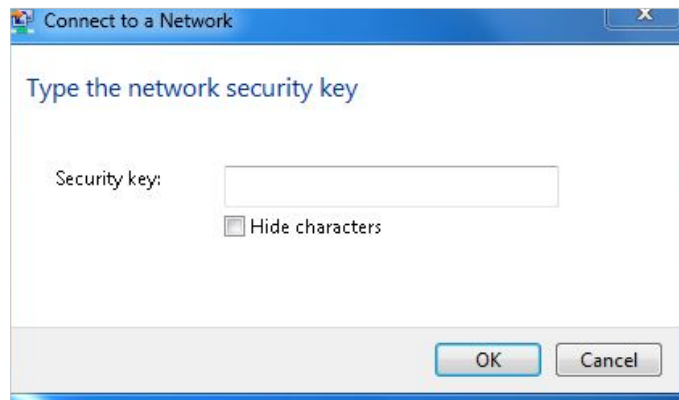 Connect to a Network
X
Type the network security key
Security key:
Hide characters
OK
Cancel